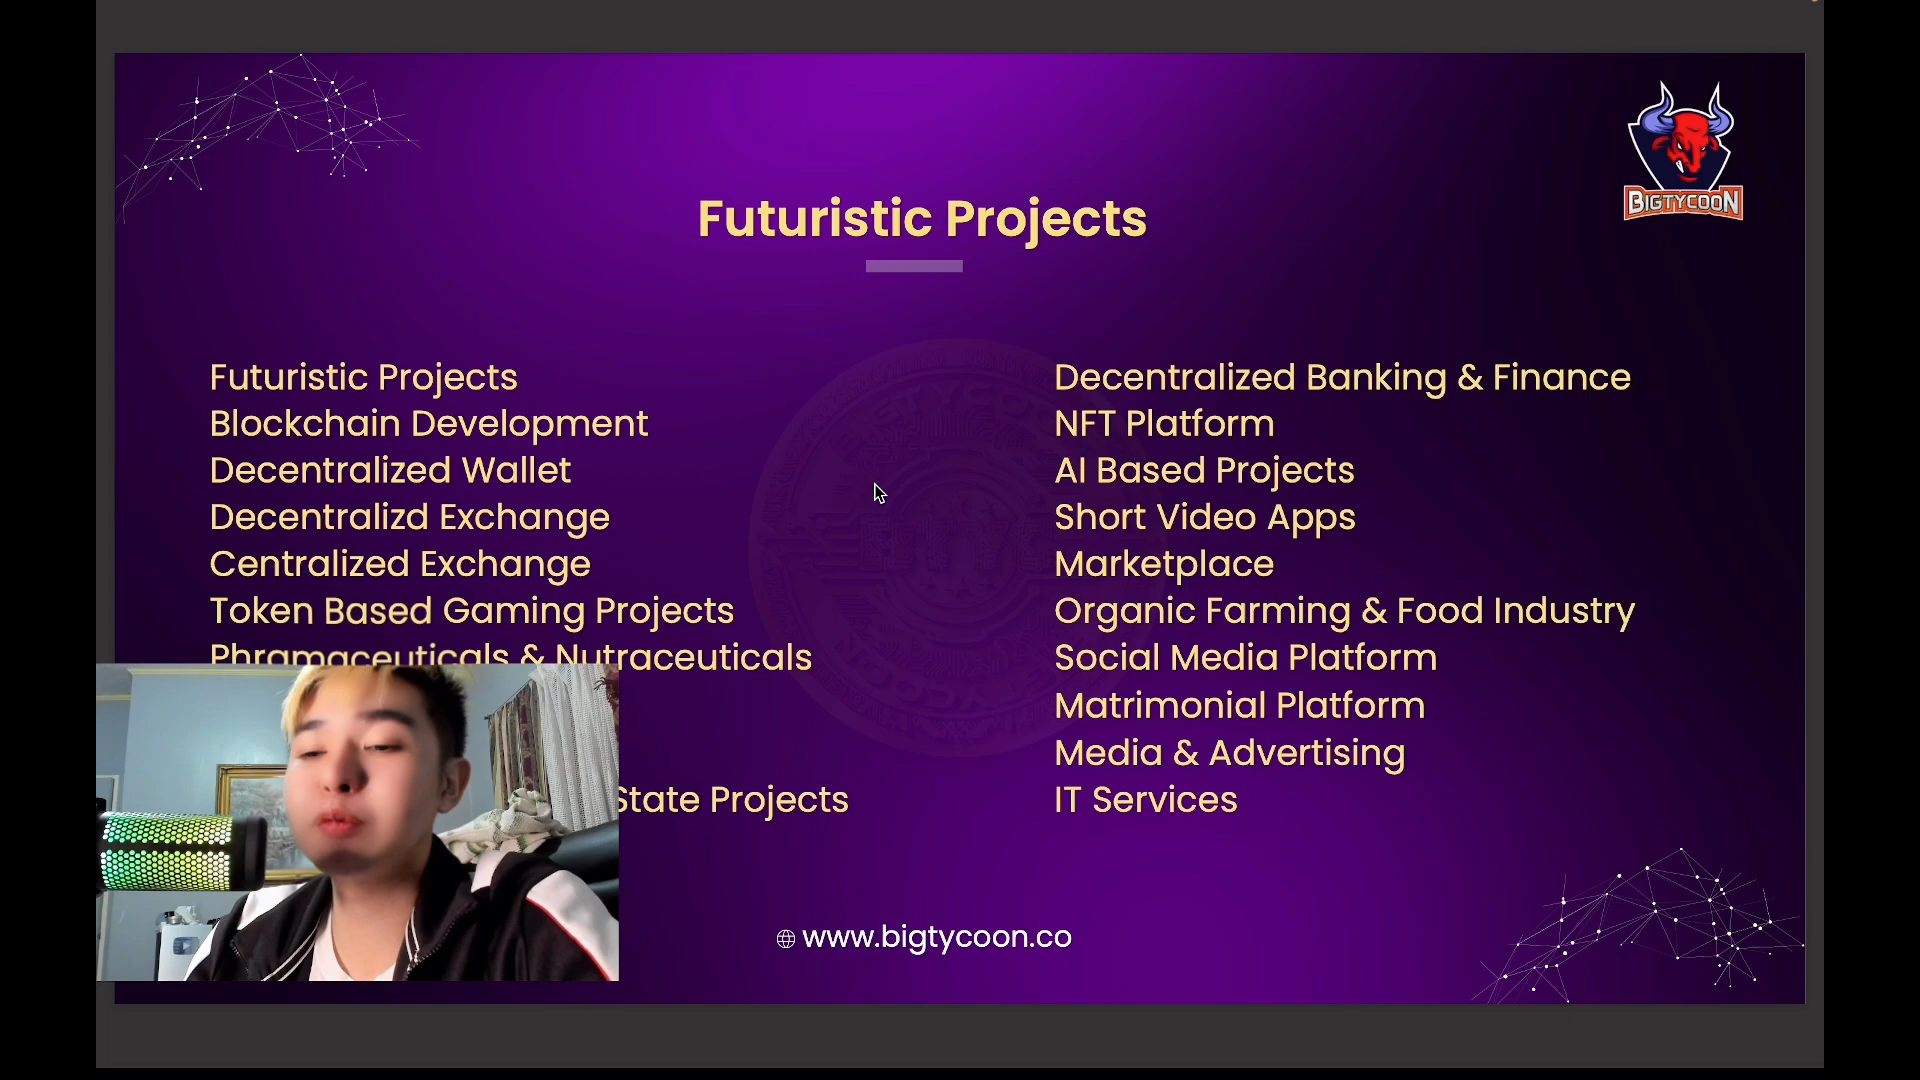 BIGTYCOON
Futuristic Projects
Futuristic Projects
Blockchain Development
Decentralized Wallet
Decentralizd Exchange
Centralized Exchange
Token Based Gaming Projects
Phramaceuticals & Nutraceuticals
State Projects
Decentralized Banking & Finance
NFT Platform
AI Based Projects
Short Video Apps
Marketplace
Organic Farming & Food Industry
Social Media Platform
Matrimonial Platform
Media & Advertising
IT Services
www.bigtycoon.co